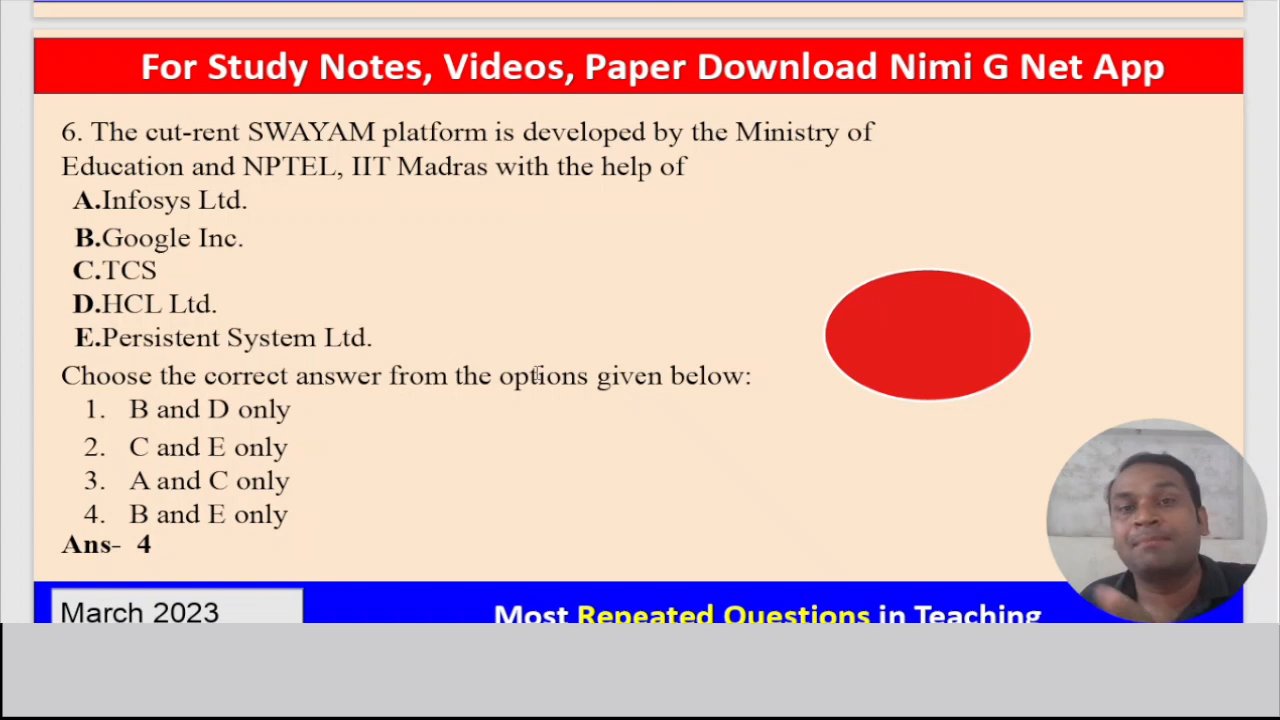 For Study Notes, Videos, Paper Download Nimi G Net App
6. The cut-rent SWAYAM platform is developed by the Ministry of
Education and NPTEL, IIT Madras with the help of
A.Infosys Ltd.
B.Google Inc.
C.TCS
D.HCL Ltd.
E.Persistent System Ltd.
Choose the correct answer from the options given below:
1. B and D only
2. C and E only
3. A and C only
4. B and E only
Ans- 4
March 2023
Most Repeated Questions in Teaching